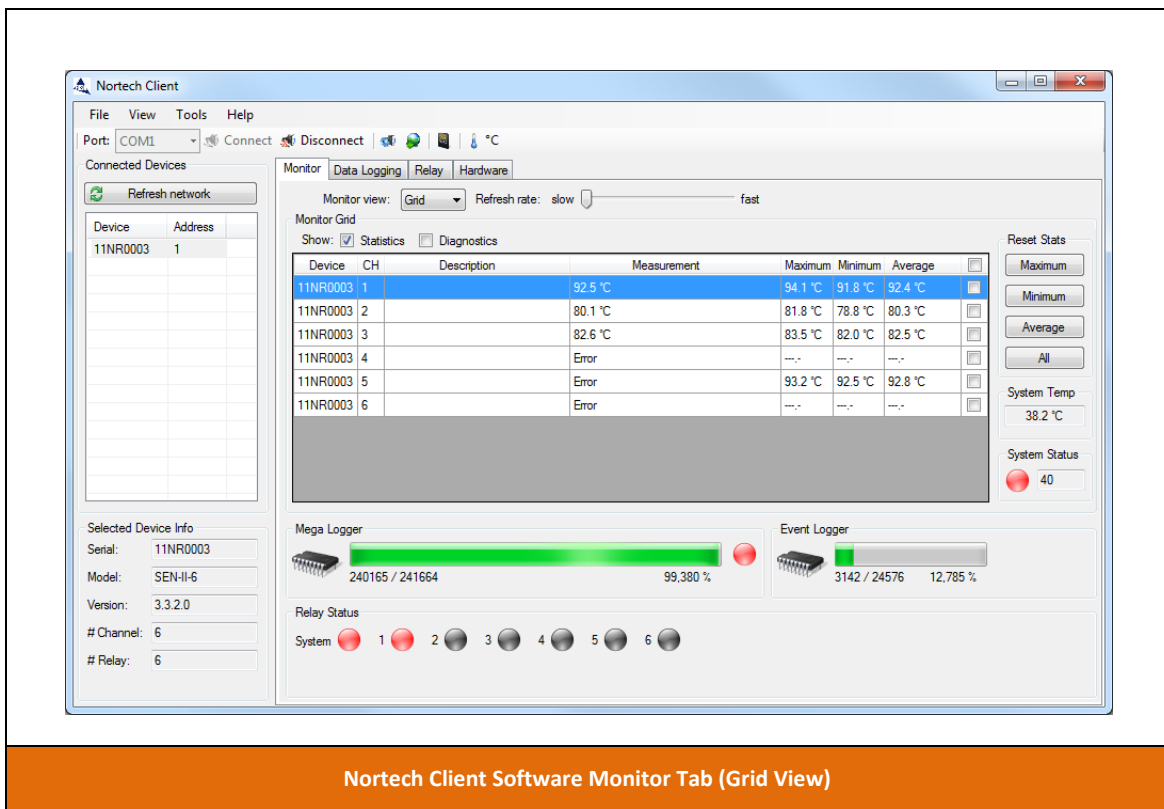 Nortech Client
File View Tools Help
Port: COM1 Connect Disconnect °C
Connected Devices
Refresh network
Device Address
11NR0003 1
Monitor Data Logging Relay Hardware
Monitor view: Grid Refresh rate: slow fast
Monitor Grid
Show: Statistics Diagnostics
Device CH Description Measurement Maximum Minimum Average
11NR0003 1 92.5 °C 94.1 °C 91.8 °C 92.4 °C
11NR0003 2 80.1 °C 81.8 °C 78.8 °C 80.3 °C
11NR0003 3 82.6 °C 83.5 °C 82.0 °C 82.5 °C
11NR0003 4 Error ---.- ---.- ---.-
11NR0003 5 Error 93.2 °C 92.5 °C 92.8 °C
11NR0003 6 Error ---.- ---.- ---.-
Reset Stats
Maximum
Minimum
Average
All
System Temp
38.2 °C
System Status
40
Selected Device Info
Serial: 11NR0003
Model: SEN-II-6
Version: 3.3.2.0
# Channel: 6
# Relay: 6
Mega Logger
240165 / 241664 99,380 %
Event Logger
3142 / 24576 12,785 %
Relay Status
System 1 2 3 4 5 6
Nortech Client Software Monitor Tab (Grid View)